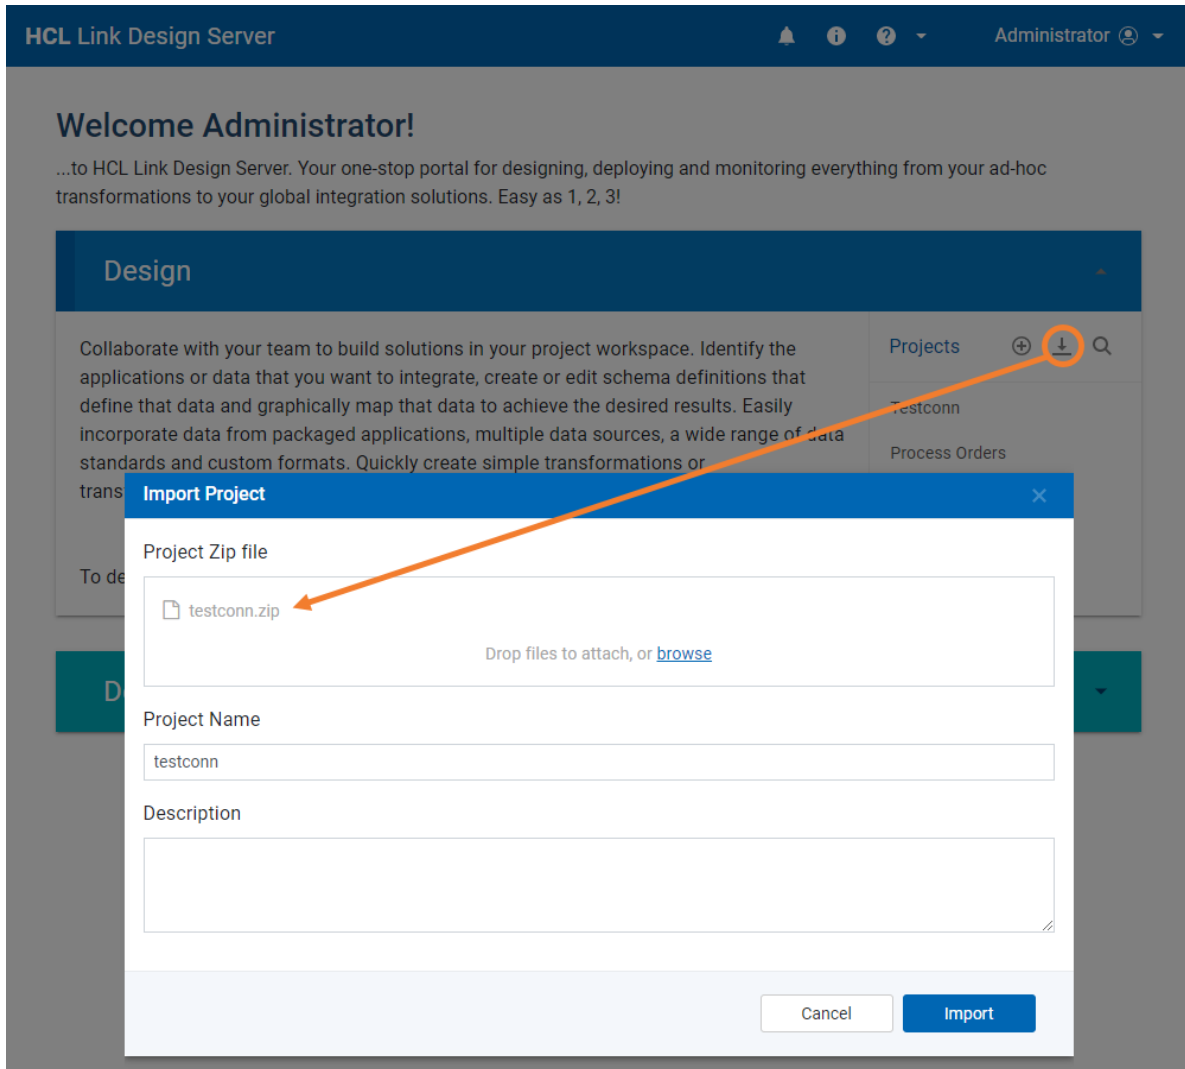 HCL Link Design Server
Administrator
Welcome Administrator!
...to HCL Link Design Server. Your one-stop portal for designing, deploying and monitoring everything from your ad-hoc
transformations to your global integration solutions. Easy as 1, 2, 3!
Design
Collaborate with your team to build solutions in your project workspace. Identify the
applications or data that you want to integrate, create or edit schema definitions that
define that data and graphically map that data to achieve the desired results. Easily
incorporate data from packaged applications, multiple data sources, a wide range of data
standards and custom formats. Quickly create simple transformations or
trans
To de
Projects
Testconn
Process Orders
D
Import Project
Project Zip file
testconn.zip
Drop files to attach, or browse
Project Name
testconn
Description
Cancel
Import